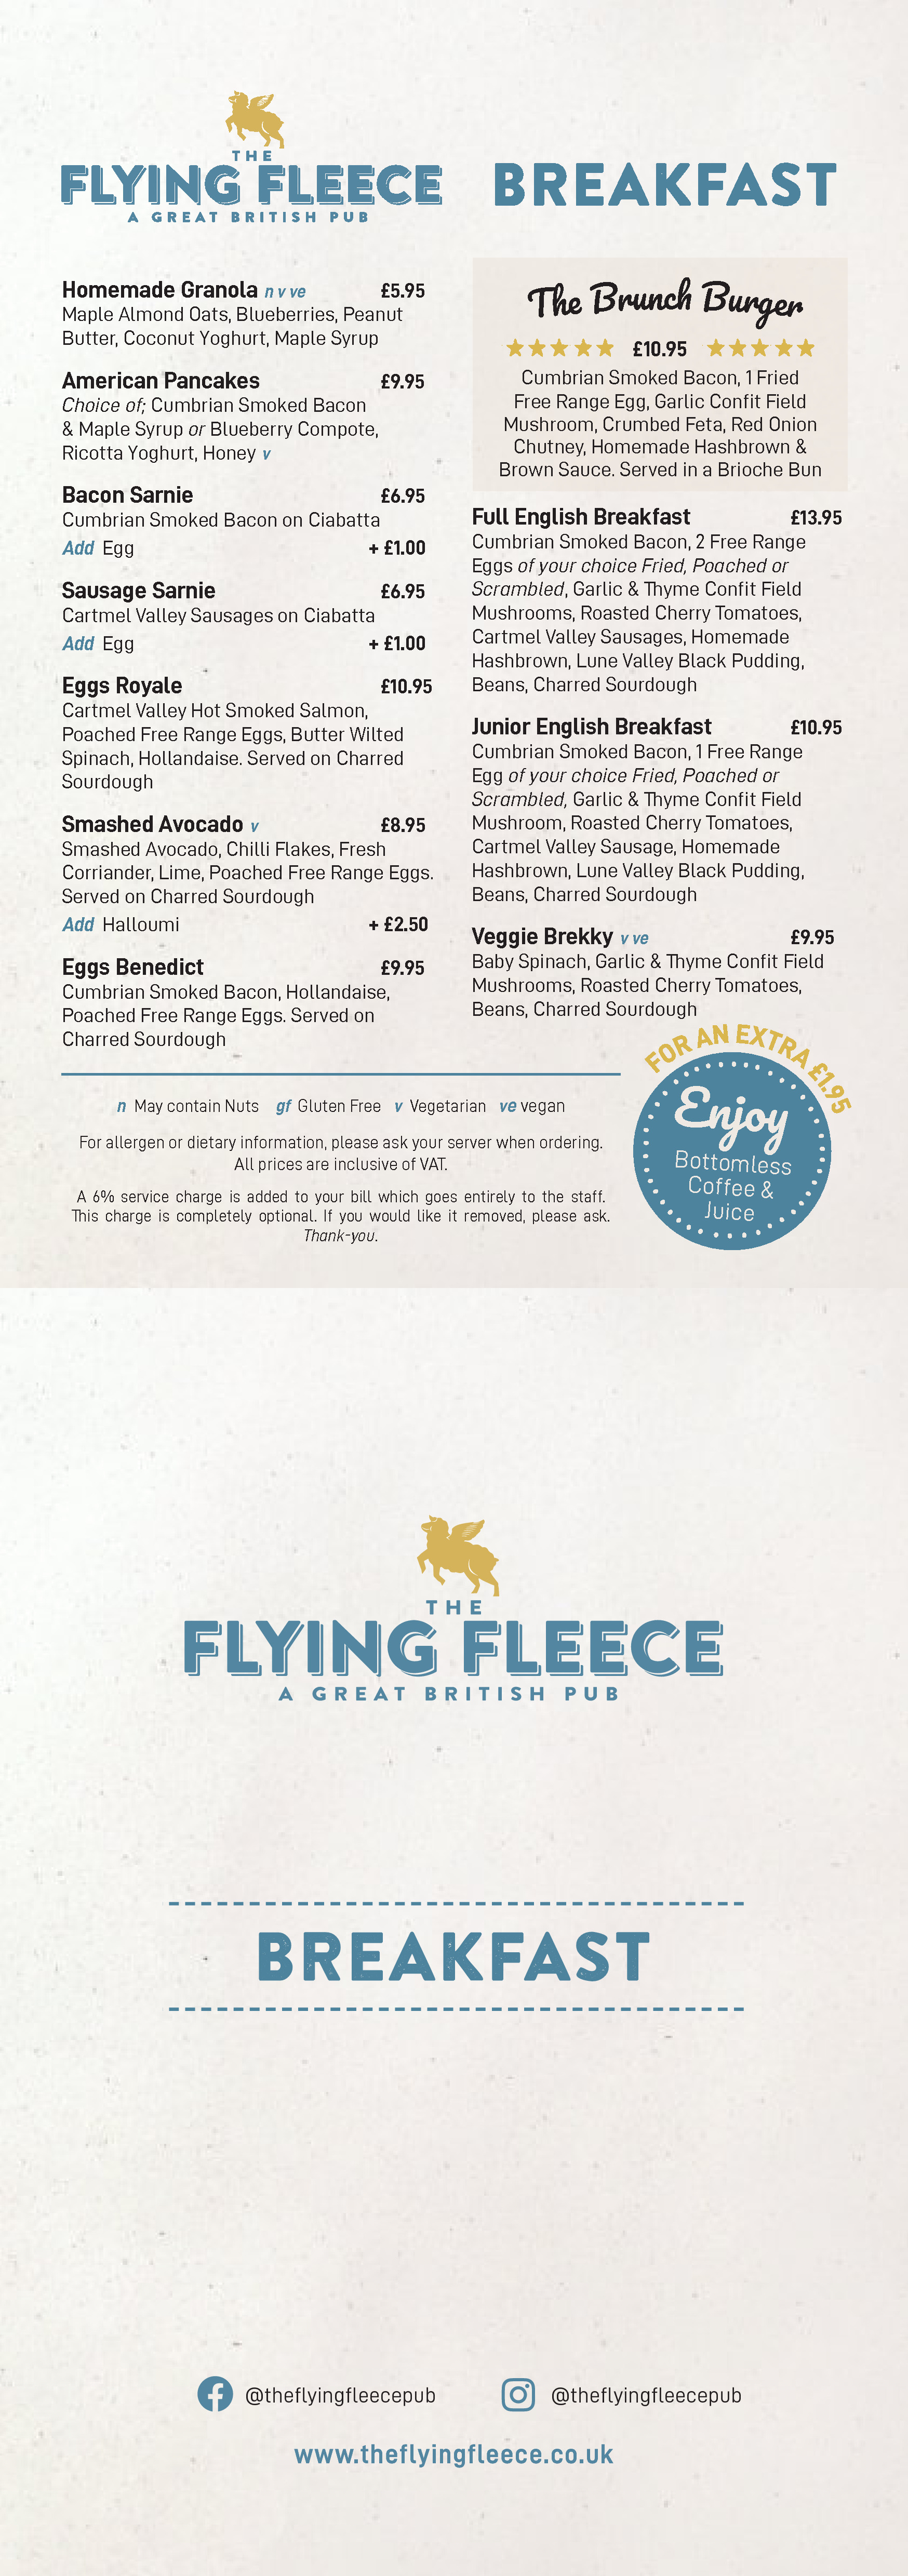 THE
FLYING FLEECE
A GREAT BRITISH PUB
BREAKFAST
Homemade Granola n v ve £5.95
Maple Almond Oats, Blueberries, Peanut
Butter, Coconut Yoghurt, Maple Syrup
American Pancakes £9.95
Choice of; Cumbrian Smoked Bacon
& Maple Syrup or Blueberry Compote,
Ricotta Yoghurt, Honey v
Bacon Sarnie £6.95
Cumbrian Smoked Bacon on Ciabatta
Add Egg + £1.00
Sausage Sarnie £6.95
Cartmel Valley Sausages on Ciabatta
Add Egg + £1.00
Eggs Royale £10.95
Cartmel Valley Hot Smoked Salmon,
Poached Free Range Eggs, Butter Wilted
Spinach, Hollandaise. Served on Charred
Sourdough
Smashed Avocado v £8.95
Smashed Avocado, Chilli Flakes, Fresh
Corriander, Lime, Poached Free Range Eggs.
Served on Charred Sourdough
Add Halloumi + £2.50
Eggs Benedict £9.95
Cumbrian Smoked Bacon, Hollandaise,
Poached Free Range Eggs. Served on
Charred Sourdough
The Brunch Burger
£10.95
Cumbrian Smoked Bacon, 1 Fried
Free Range Egg, Garlic Confit Field
Mushroom, Crumbed Feta, Red Onion
Chutney, Homemade Hashbrown &
Brown Sauce. Served in a Brioche Bun
Full English Breakfast £13.95
Cumbrian Smoked Bacon, 2 Free Range
Eggs of your choice Fried, Poached or
Scrambled, Garlic & Thyme Confit Field
Mushrooms, Roasted Cherry Tomatoes,
Cartmel Valley Sausages, Homemade
Hashbrown, Lune Valley Black Pudding,
Beans, Charred Sourdough
Junior English Breakfast £10.95
Cumbrian Smoked Bacon, 1 Free Range
Egg of your choice Fried, Poached or
Scrambled, Garlic & Thyme Confit Field
Mushroom, Roasted Cherry Tomatoes,
Cartmel Valley Sausage, Homemade
Hashbrown, Lune Valley Black Pudding,
Beans, Charred Sourdough
Veggie Brekky v ve £9.95
Baby Spinach, Garlic & Thyme Confit Field
Mushrooms, Roasted Cherry Tomatoes,
Beans, Charred Sourdough
FOR AN EXTRA £1.95
Enjoy
Bottomless
Coffee &
Juice
n May contain Nuts gf Gluten Free v Vegetarian ve vegan
For allergen or dietary information, please ask your server when ordering.
All prices are inclusive of VAT.
A 6% service charge is added to your bill which goes entirely to the staff.
This charge is completely optional. If you would like it removed, please ask.
Thank-you.
THE
FLYING FLEECE
A GREAT BRITISH PUB
BREAKFAST
@theflyingfleecepub @theflyingfleecepub
www.theflyingfleece.co.uk